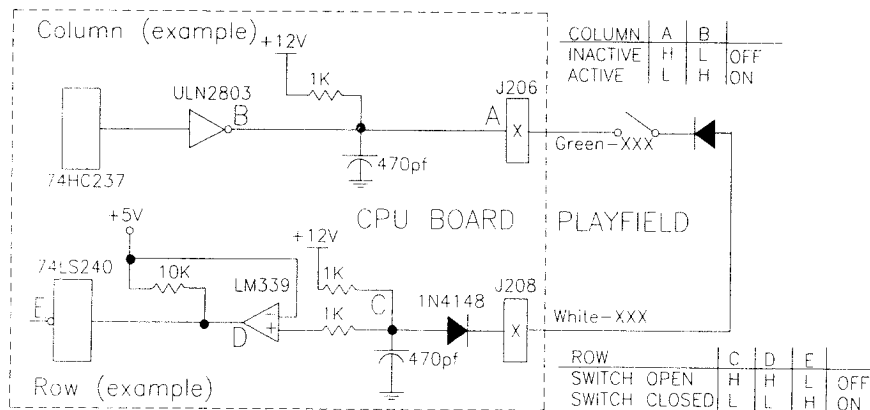 Column (example)
+12V
1K
ULN2803
B
A
J206
X
470pf
Green-XXX
74HC237
COLUMN A B
INACTIVE H L OFF
ACTIVE L H ON
CPU BOARD PLAYFIELD
+5V
+12V
74LS240
10K
LM339
1K
C
1N4148
J208
1K
X
White-XXX
E
D
470pf
Row (example)
ROW C D E
SWITCH OPEN H H L OFF
SWITCH CLOSED L L H ON